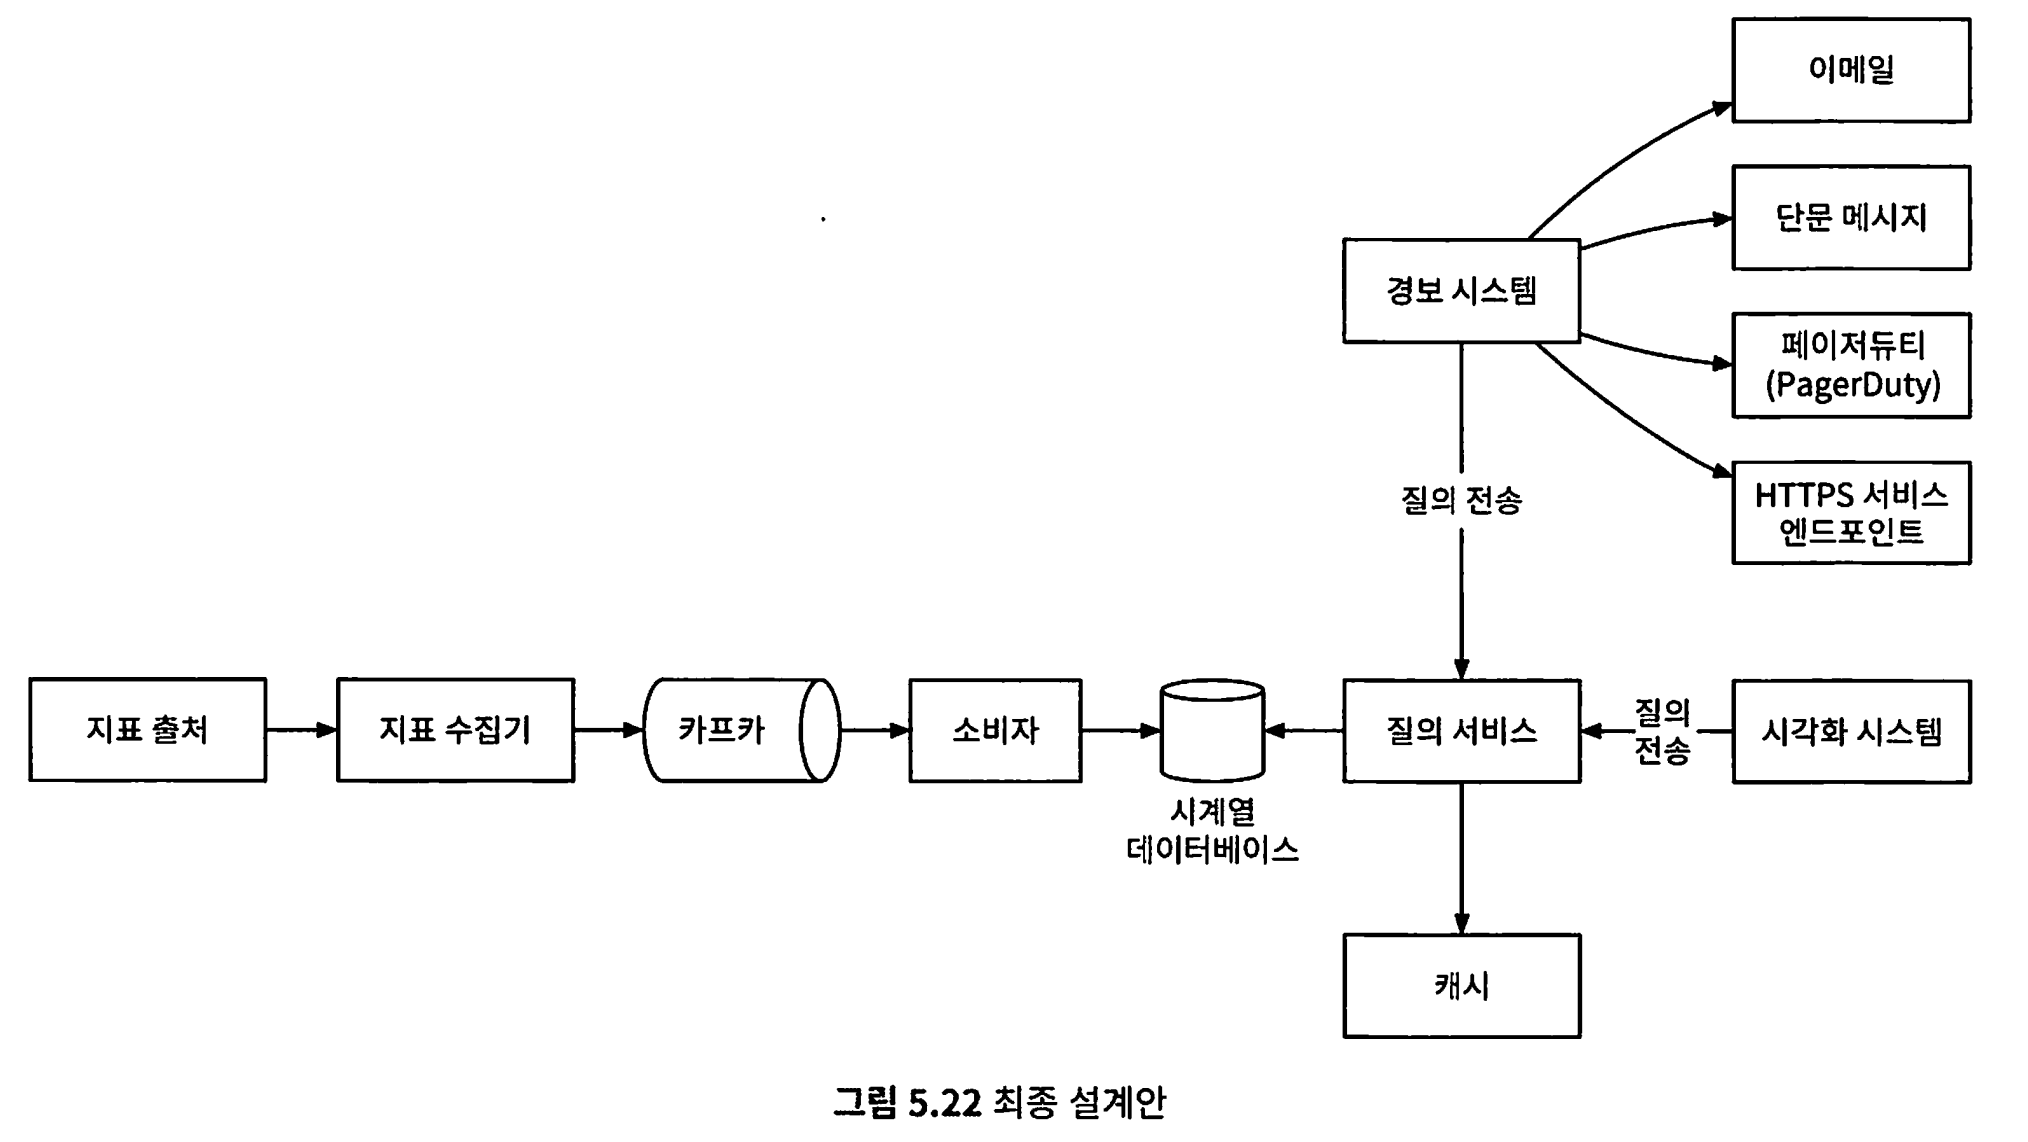 이메일
단문 메시지
경보 시스템
페이저듀티
(PagerDuty)
HTTPS 서비스
엔드포인트
질의 전송
지표 출처
지표 수집기
카프카
소비자
시계열
데이터베이스
질의 서비스
질의
전송
시각화 시스템
캐시
그림 5.22 최종 설계안